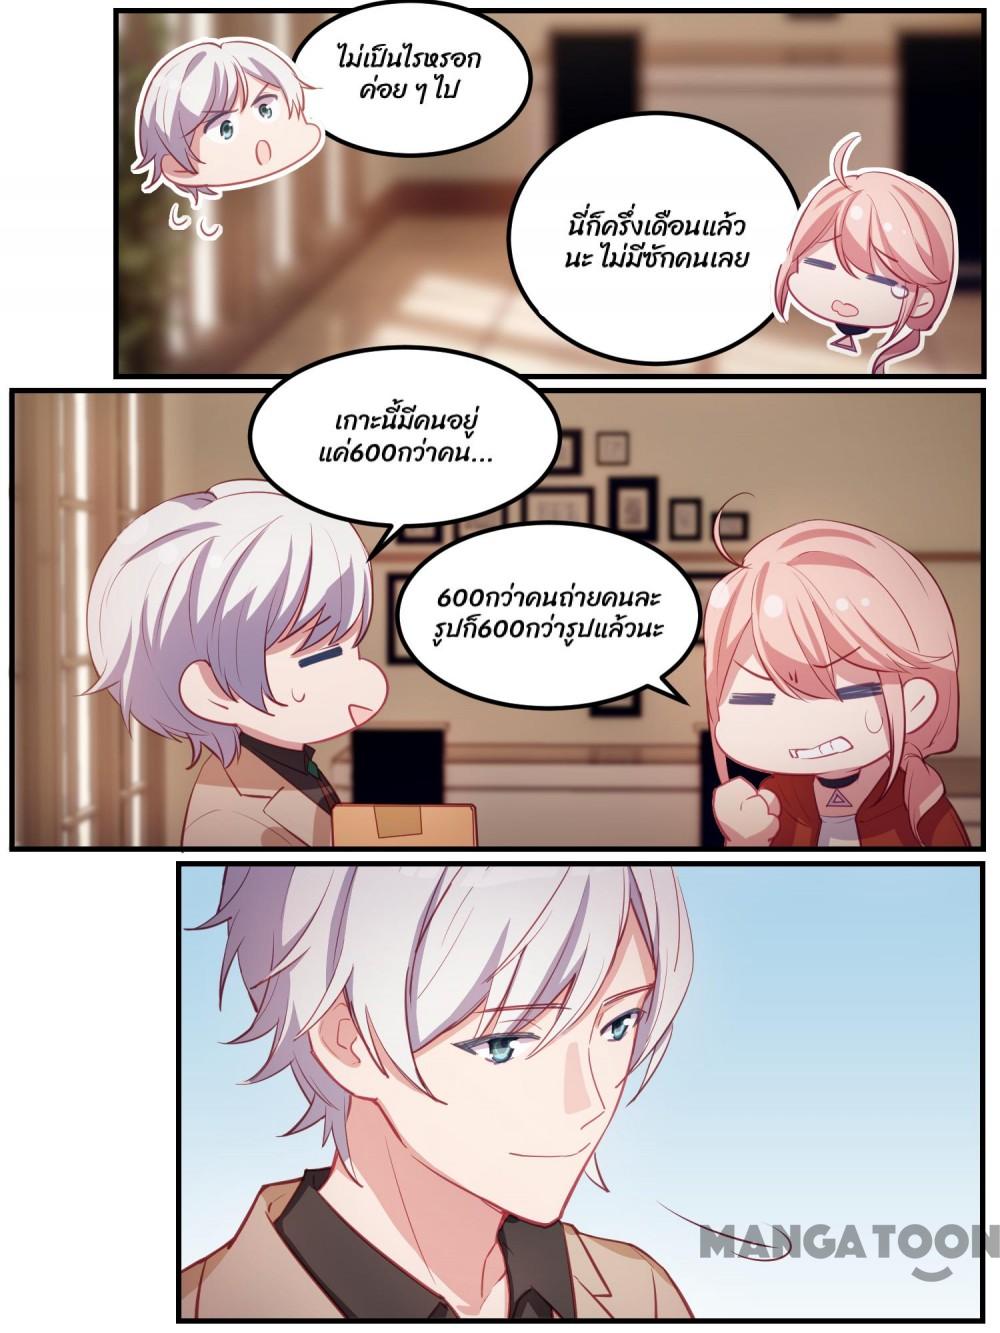 ไม่เป็นไรหรอก
ค่อย ๆ ไป
นี่ก็ครึ่งเดือนแล้ว
นะ ไม่มีซักคนเลย
เกาะนี้มีคนอยู่
แค่600กว่าคน...
600กว่าคนถ่ายคนละ
รูปก็600กว่ารูปแล้วนะ
MANGATOON